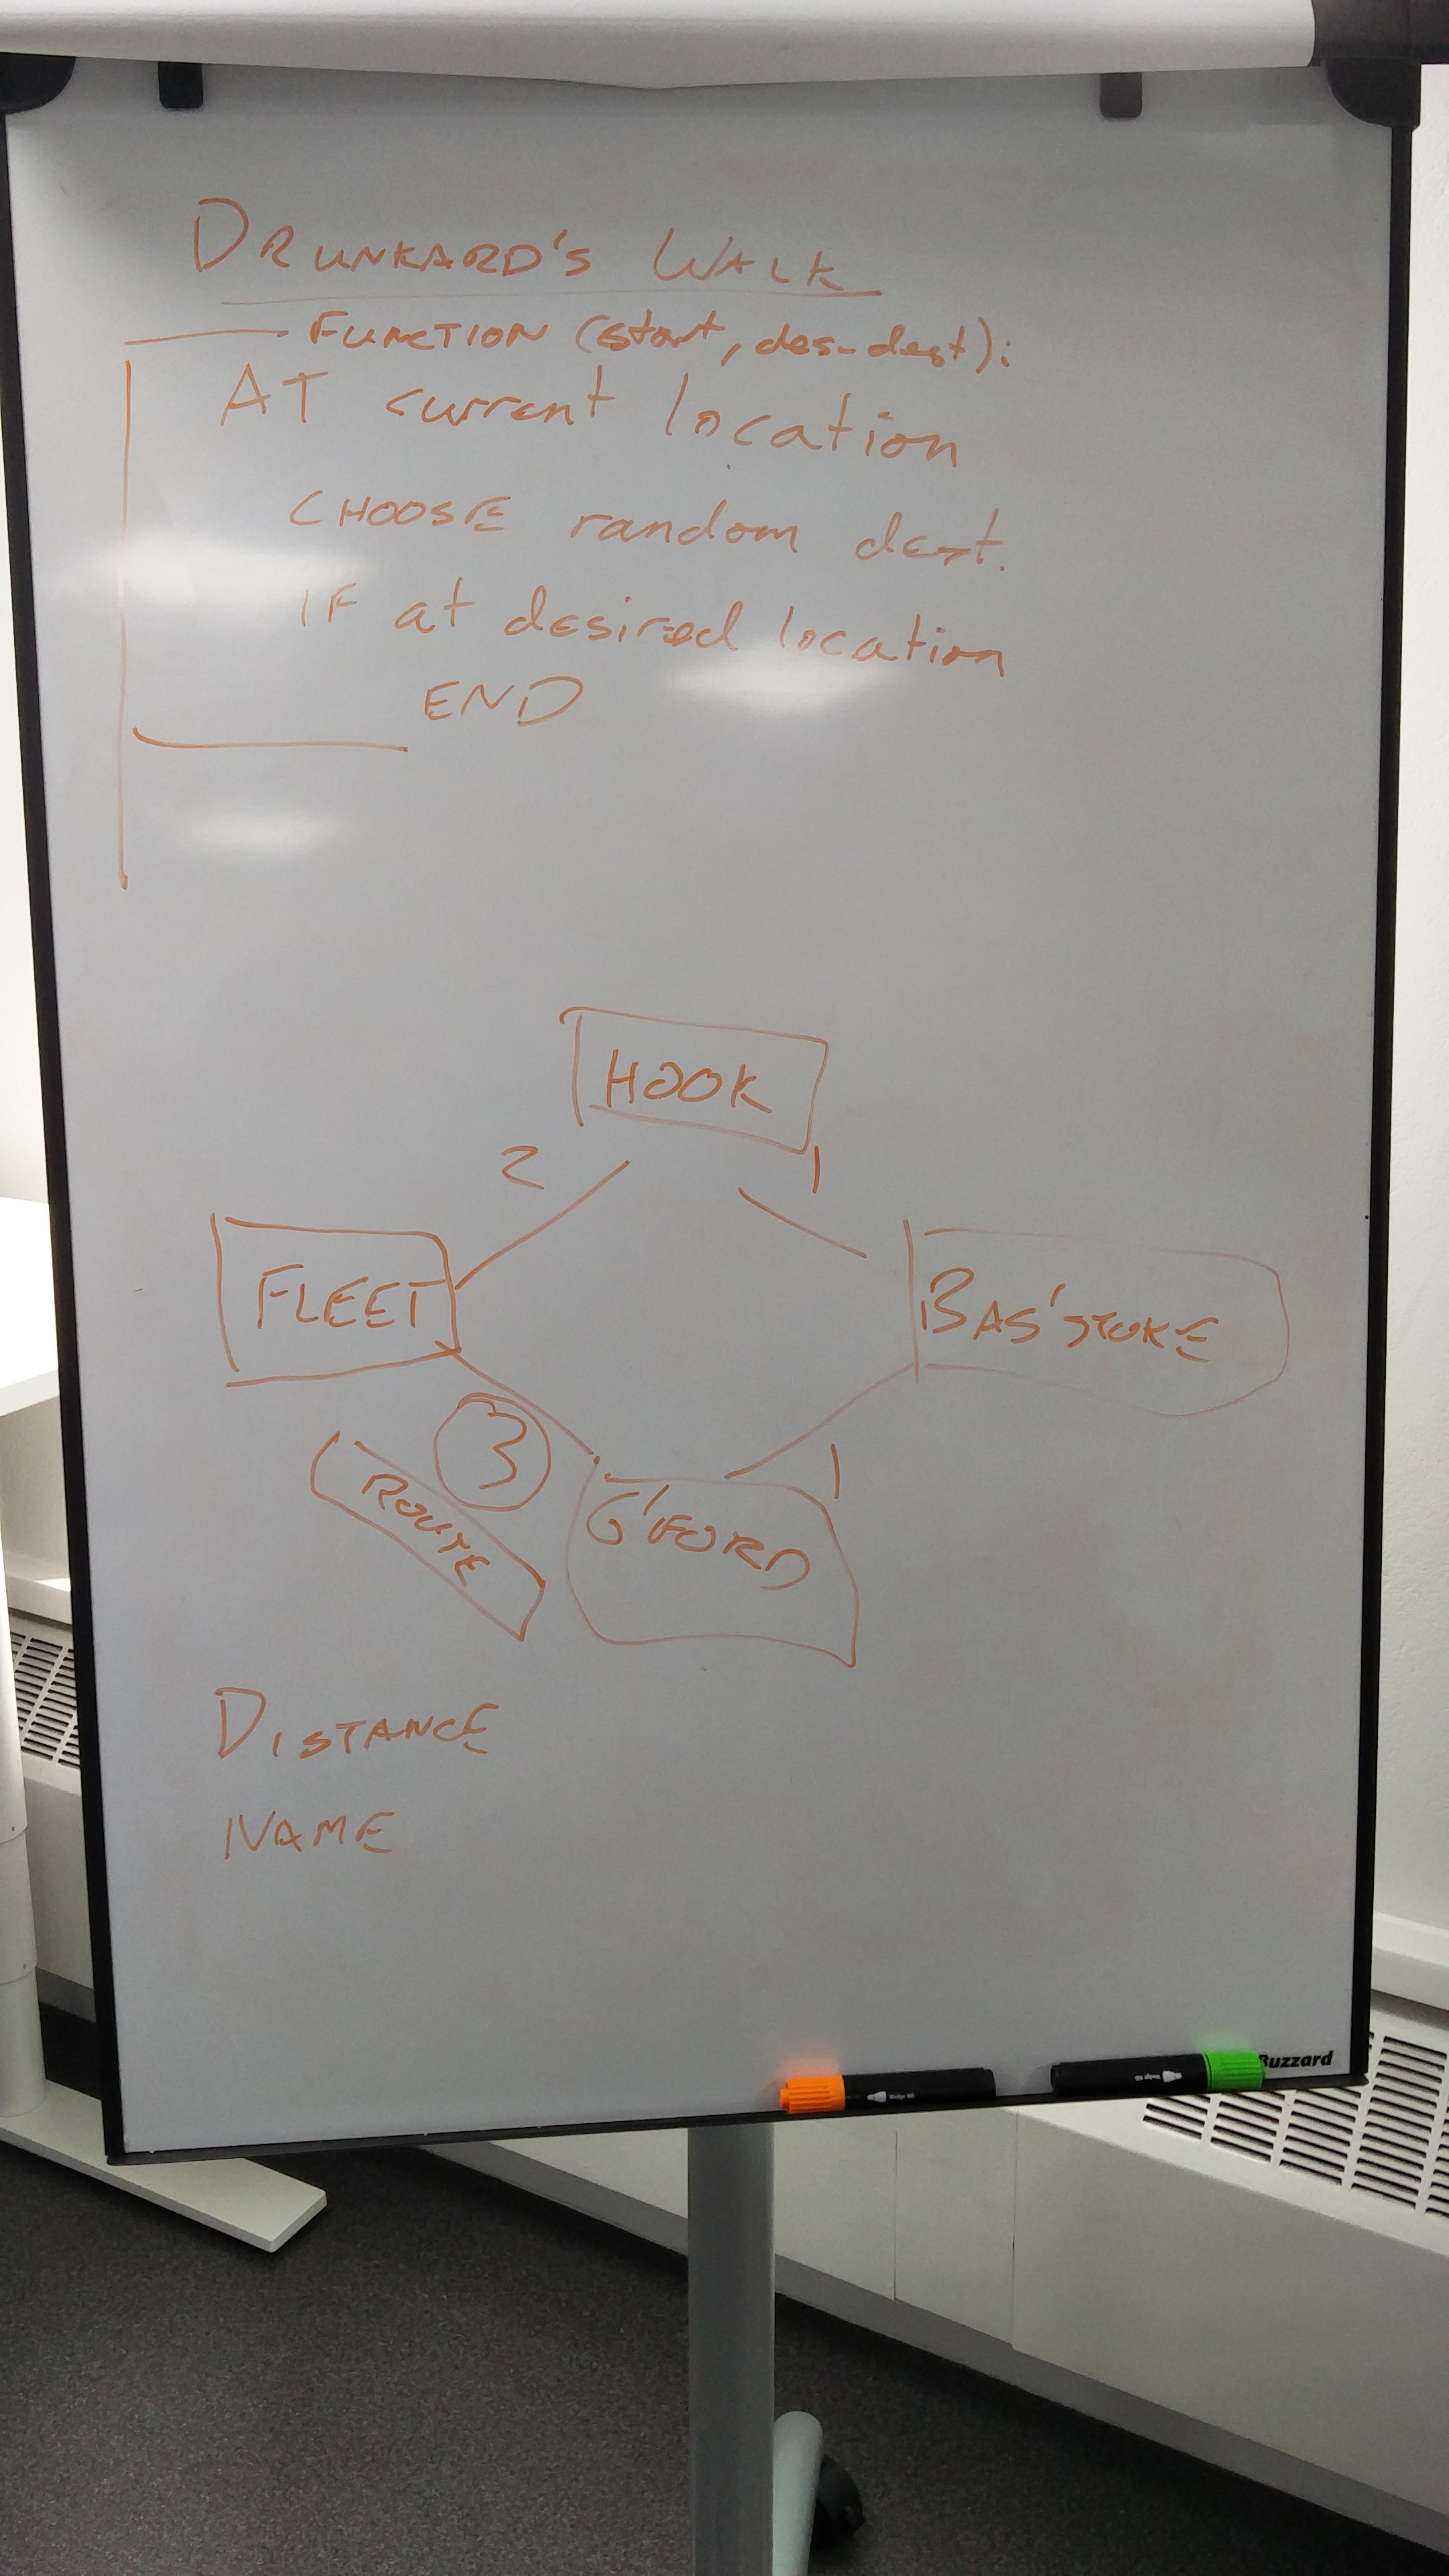 DRUNKARD'S WALK
FUNCTION (start, des-dest):
AT current location
CHOOSE random dest.
IF at desired location
END
HOOK
2
1
FLEET
BAS'STOKE
3
1
ROUTE
G'FORD
DISTANCE
NAME
Buzzard